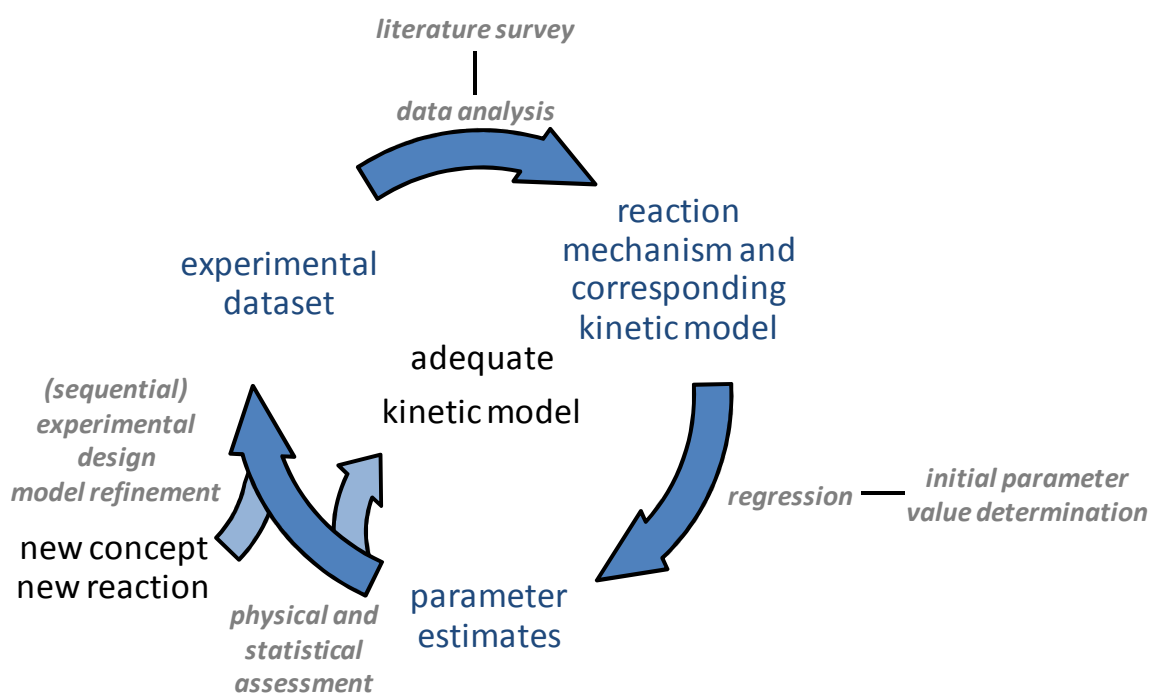 literature survey
data analysis
reaction
mechanism and
corresponding
kinetic model
experimental
dataset
adequate
kinetic model
(sequential)
experimental
design
model refinement
regression
initial parameter
value determination
new concept
new reaction
physical and
statistical
assessment
parameter
estimates